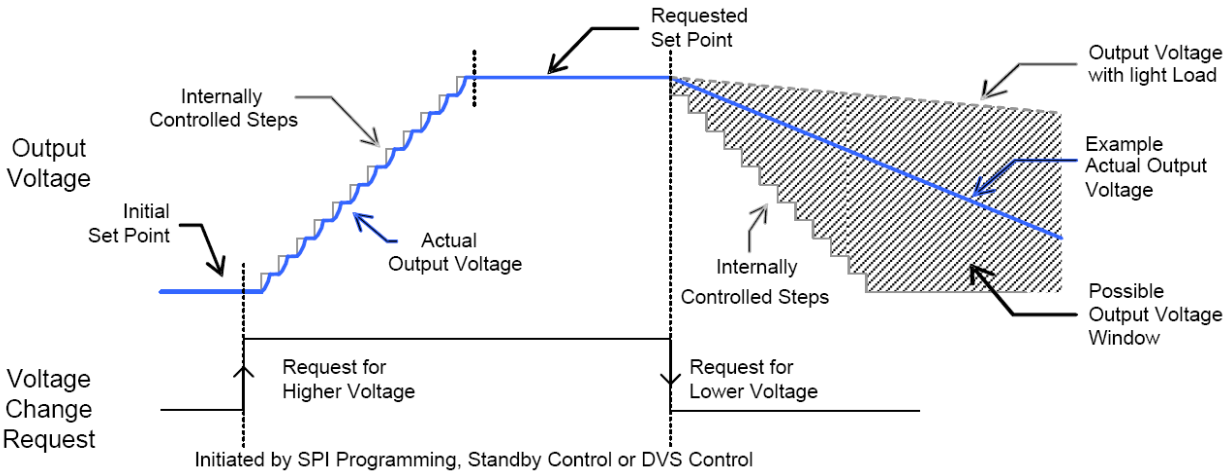 Requested
Set Point
Output Voltage
with light Load
Internally
Controlled Steps
Output
Voltage
Example
Actual Output
Voltage
Initial
Set Point
Actual
Output Voltage
Internally
Controlled Steps
Possible
Output Voltage
Window
Voltage
Change
Request
Request for
Higher Voltage
Request for
Lower Voltage
Initiated by SPI Programming, Standby Control or DVS Control